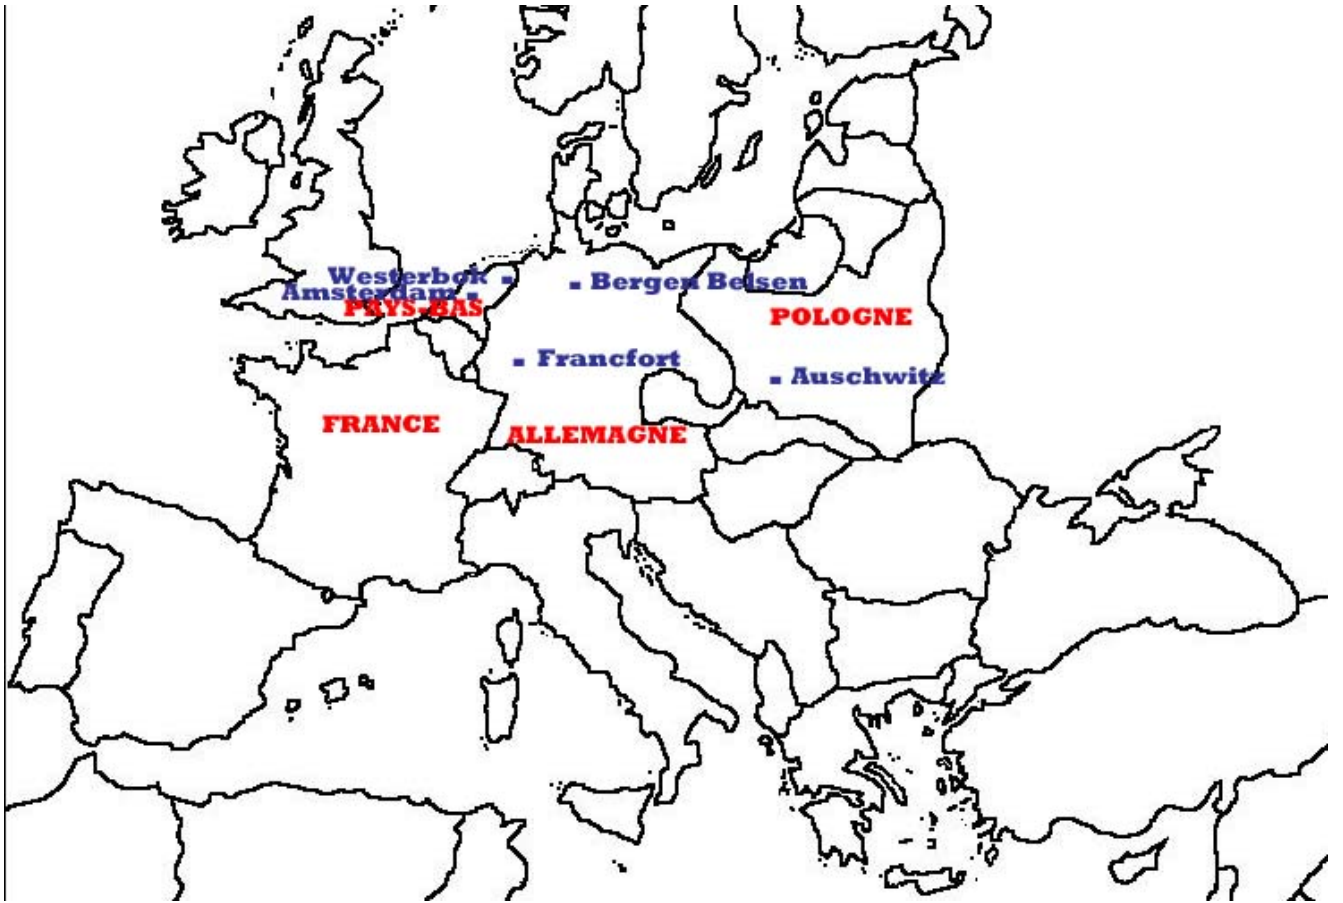 Westerbok
Bergen Belsen
Amsterdam
PAYS-BAS
POLOGNE
Francfort
Auschwitz
FRANCE
ALLEMAGNE